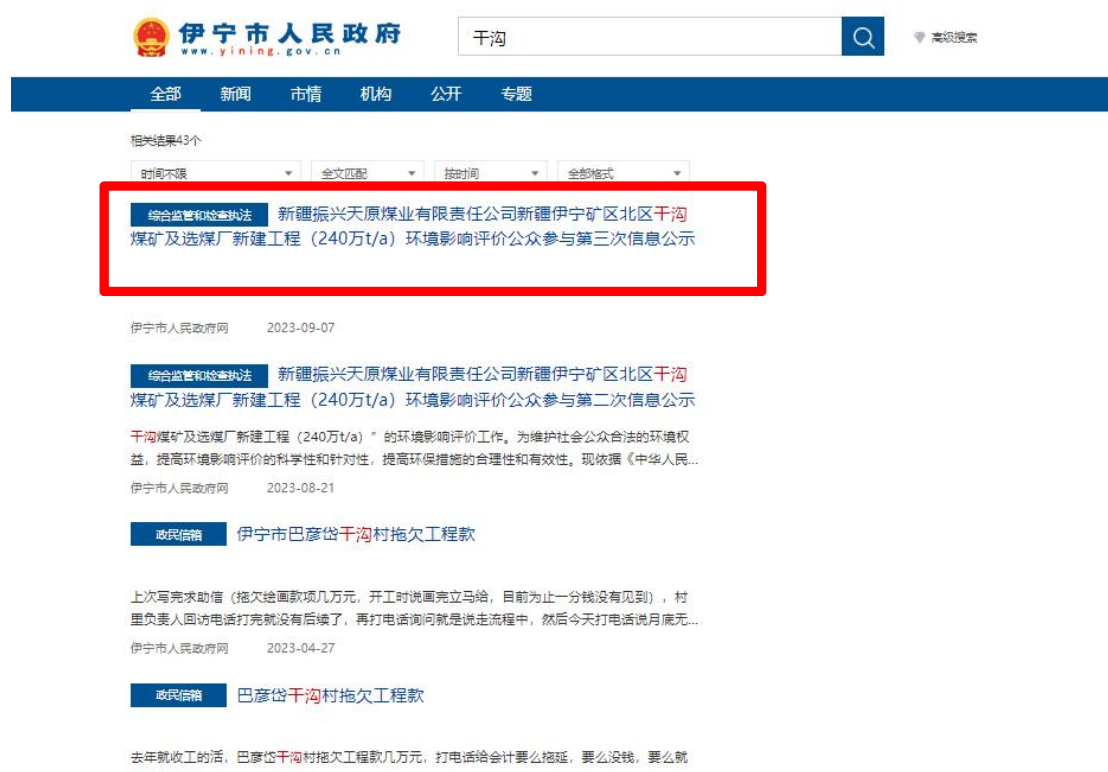 伊宁市人民政府
www.yining.gov.cn
干沟
高级搜索
全部 新闻 市情 机构 公开 专题
相关结果43个
时间不限 全文匹配 按时间 全部格式
综合监管和检查执法 新疆振兴天原煤业有限责任公司新疆伊宁矿区北区干沟
煤矿及选煤厂新建工程（240万t/a）环境影响评价公众参与第三次信息公示
伊宁市人民政府网 2023-09-07
综合监管和检查执法 新疆振兴天原煤业有限责任公司新疆伊宁矿区北区干沟
煤矿及选煤厂新建工程（240万t/a）环境影响评价公众参与第二次信息公示
干沟煤矿及选煤厂新建工程（240万t/a）”的环境影响评价工作。为维护社会公众合法的环境权
益，提高环境影响评价的科学性和针对性，提高环保措施的合理性和有效性。现依据《中华人民...
伊宁市人民政府网 2023-08-21
政民信箱 伊宁市巴彦岱干沟村拖欠工程款
上次写完求助信（拖欠绘画款项几万元，开工时说画完立马给，目前为止一分钱没有见到），村
里负责人回访电话打完就没有后续了，再打电话询问就是说走流程中，然后今天打电话说月底无...
伊宁市人民政府网 2023-04-27
政民信箱 巴彦岱干沟村拖欠工程款
去年就收工的活，巴彦岱干沟村拖欠工程款几万元，打电话给会计要么拖延，要么没钱，要么就